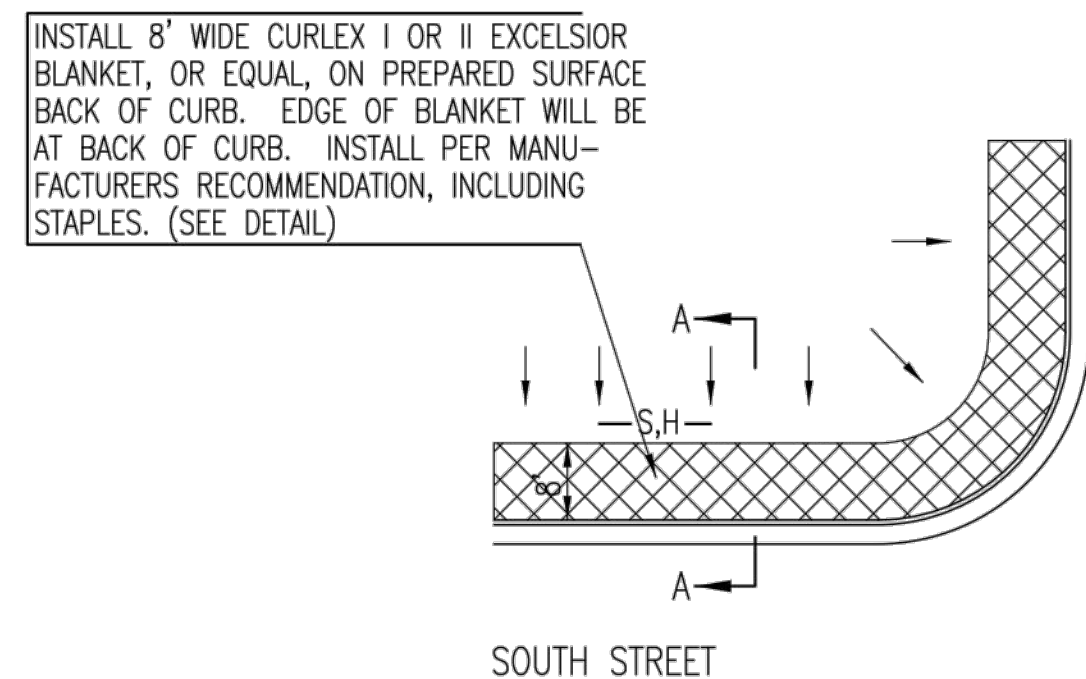 INSTALL 8' WIDE CURLEX I OR II EXCELSIOR
BLANKET, OR EQUAL, ON PREPARED SURFACE
BACK OF CURB. EDGE OF BLANKET WILL BE
AT BACK OF CURB. INSTALL PER MANU-
FACTURERS RECOMMENDATION, INCLUDING
STAPLES. (SEE DETAIL)
A
S,H
8'
A
SOUTH STREET